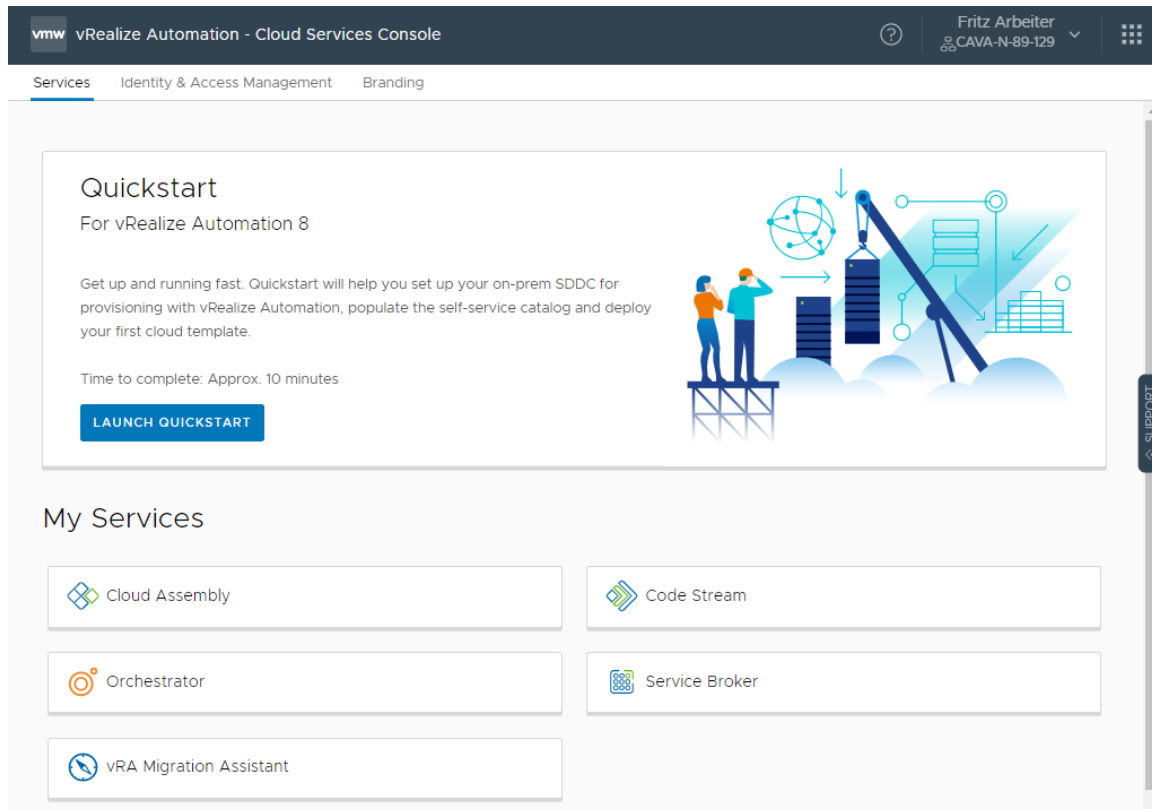 vmw vRealize Automation - Cloud Services Console
Fritz Arbeiter
CAVA-N-89-129
Services Identity & Access Management Branding
Quickstart
For vRealize Automation 8
Get up and running fast. Quickstart will help you set up your on-prem SDDC for
provisioning with vRealize Automation, populate the self-service catalog and deploy
your first cloud template.
Time to complete: Approx. 10 minutes
LAUNCH QUICKSTART
SUPPORT
My Services
Cloud Assembly
Code Stream
Orchestrator
Service Broker
vRA Migration Assistant